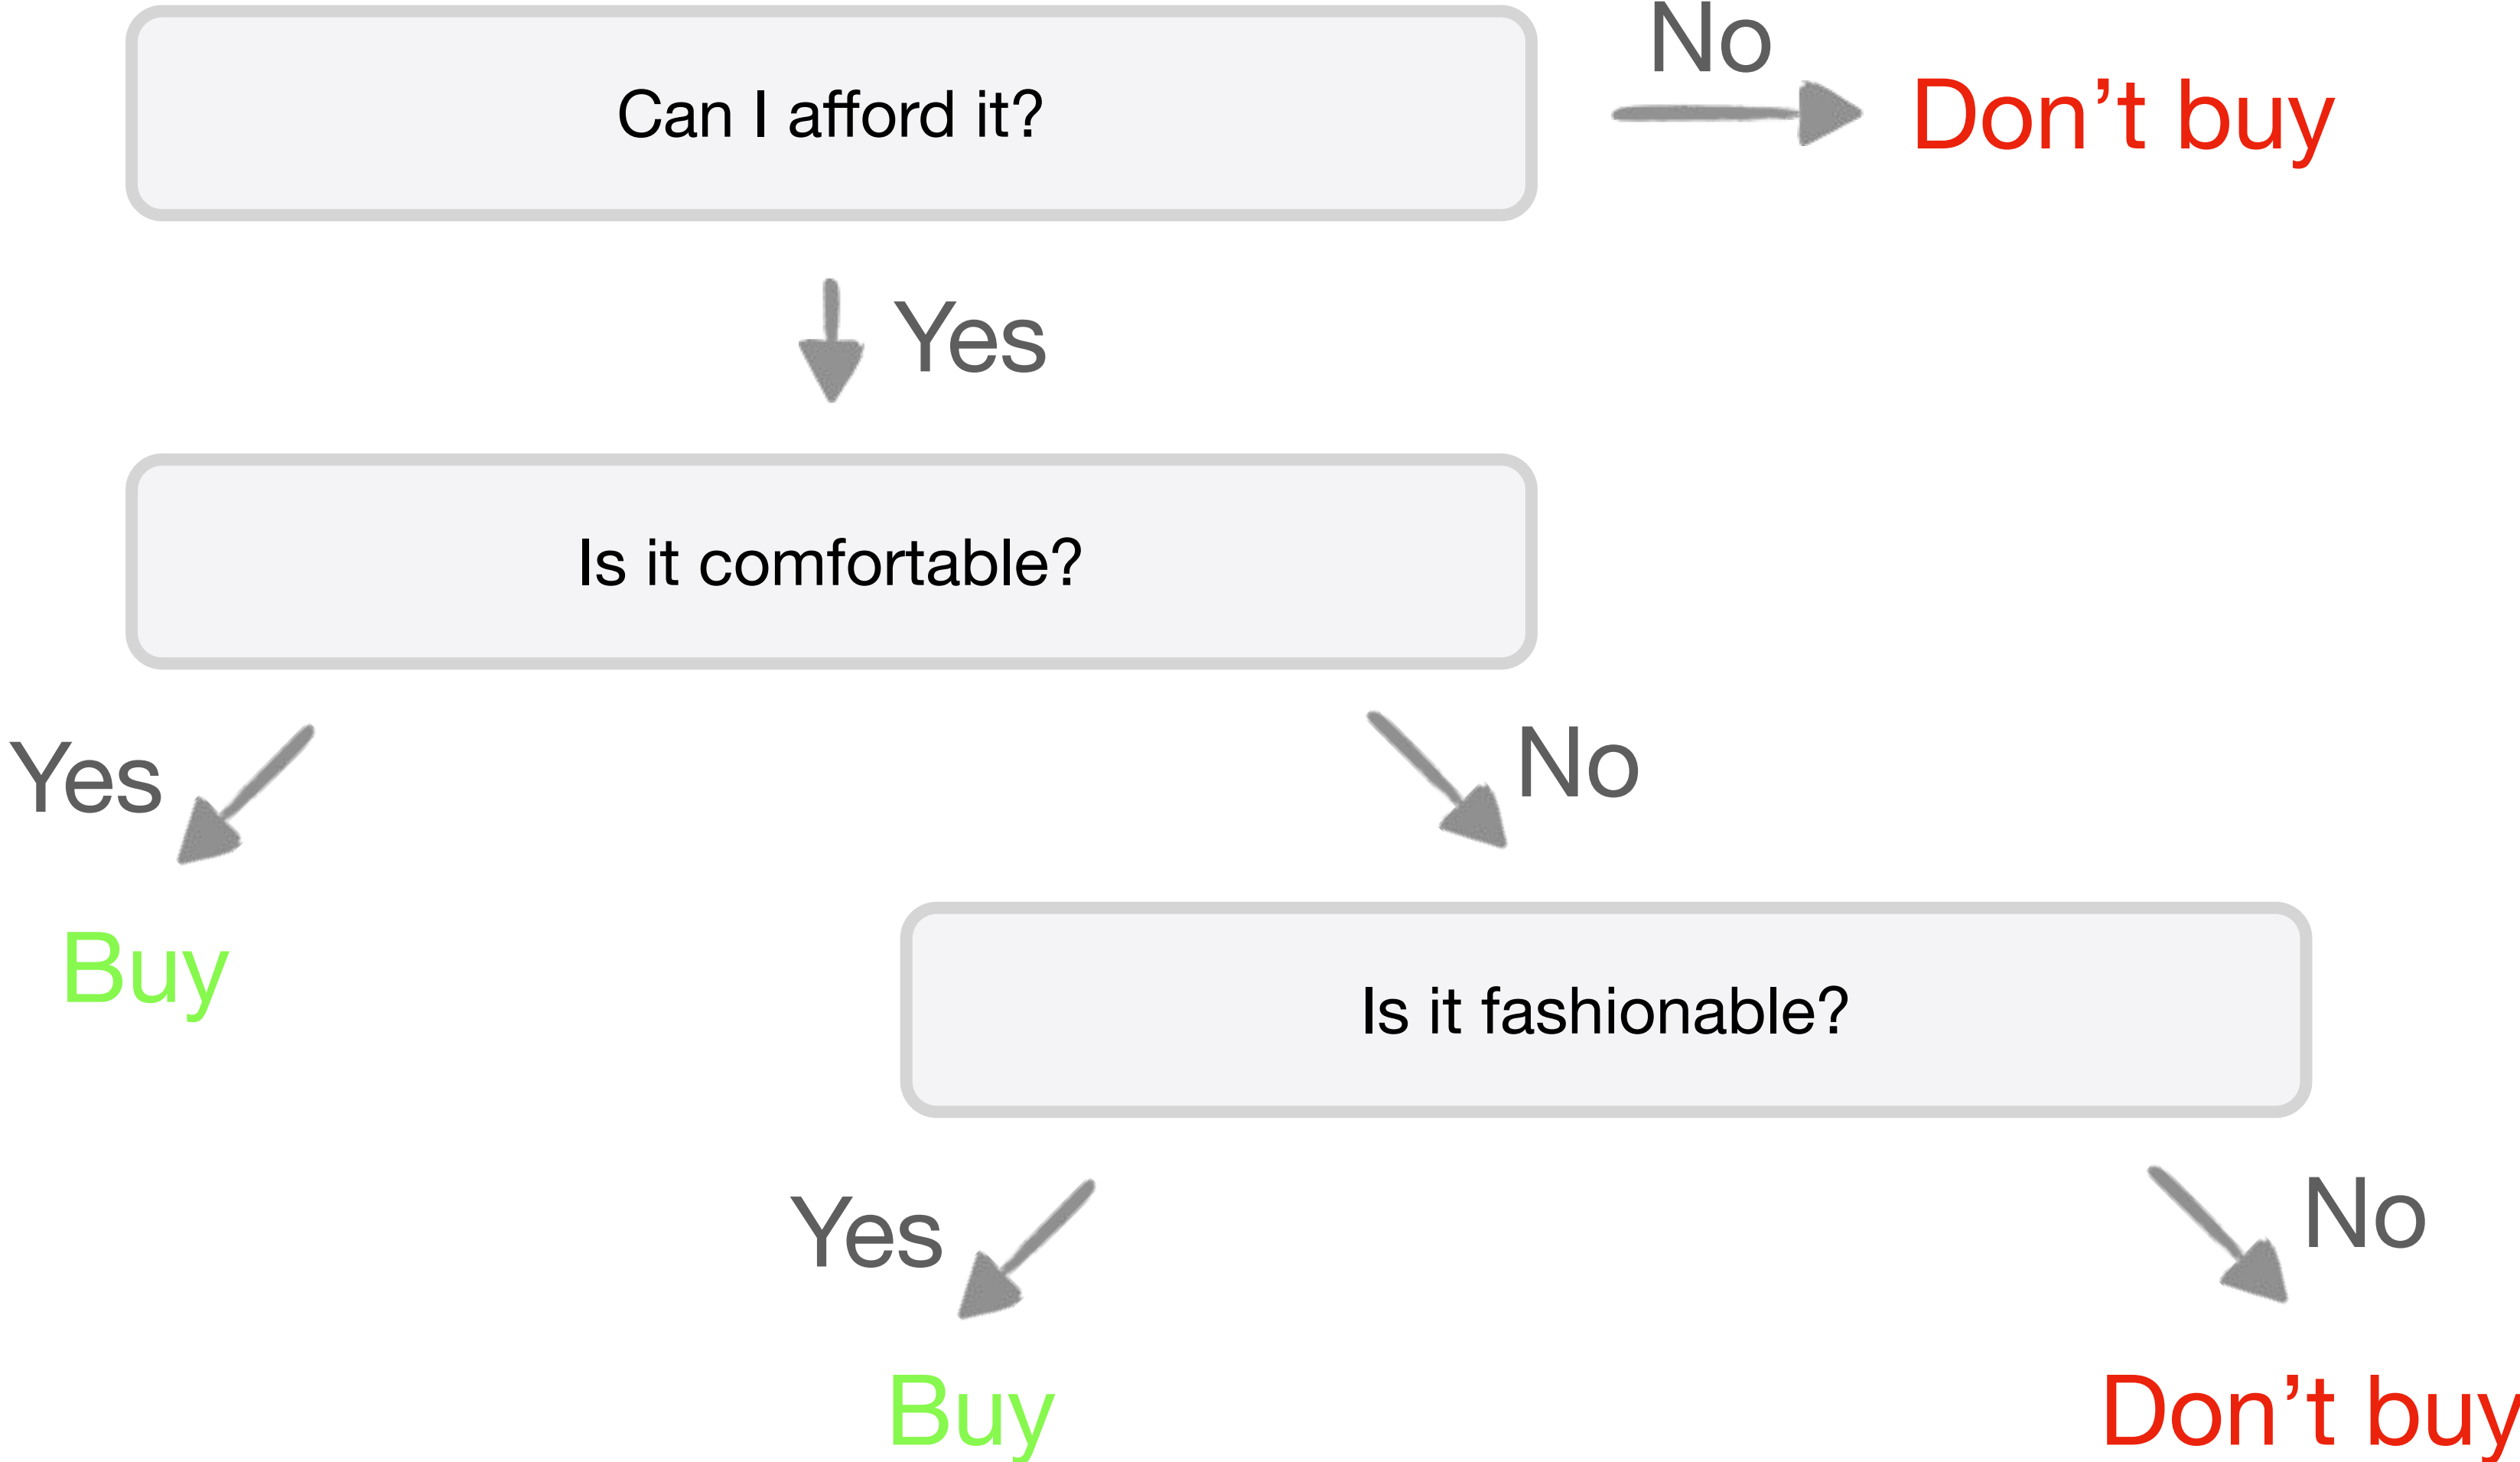 Can I afford it?
No
Don’t buy
Yes
Is it comfortable?
Yes
No
Buy
Is it fashionable?
Yes
No
Buy
Don’t buy